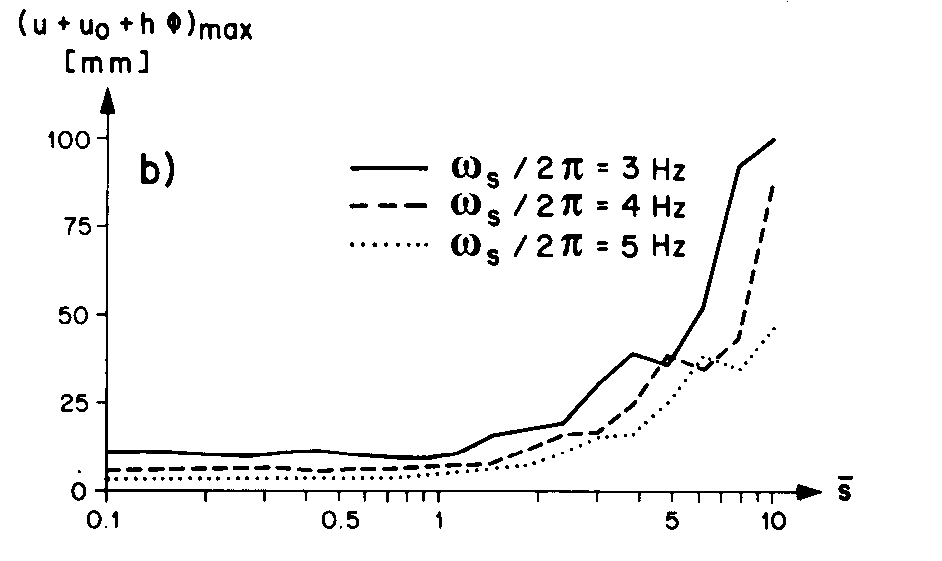 (u + u₀ + h Φ)max
[mm]
b)
ωs / 2π = 3 Hz
ωs / 2π = 4 Hz
ωs / 2π = 5 Hz
100
75
50
25
0
s̄
0.1 0.5 1 5 10